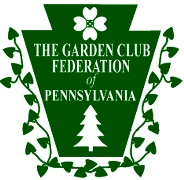 THE GARDEN CLUB
FEDERATION
of
PENNSYLVANIA